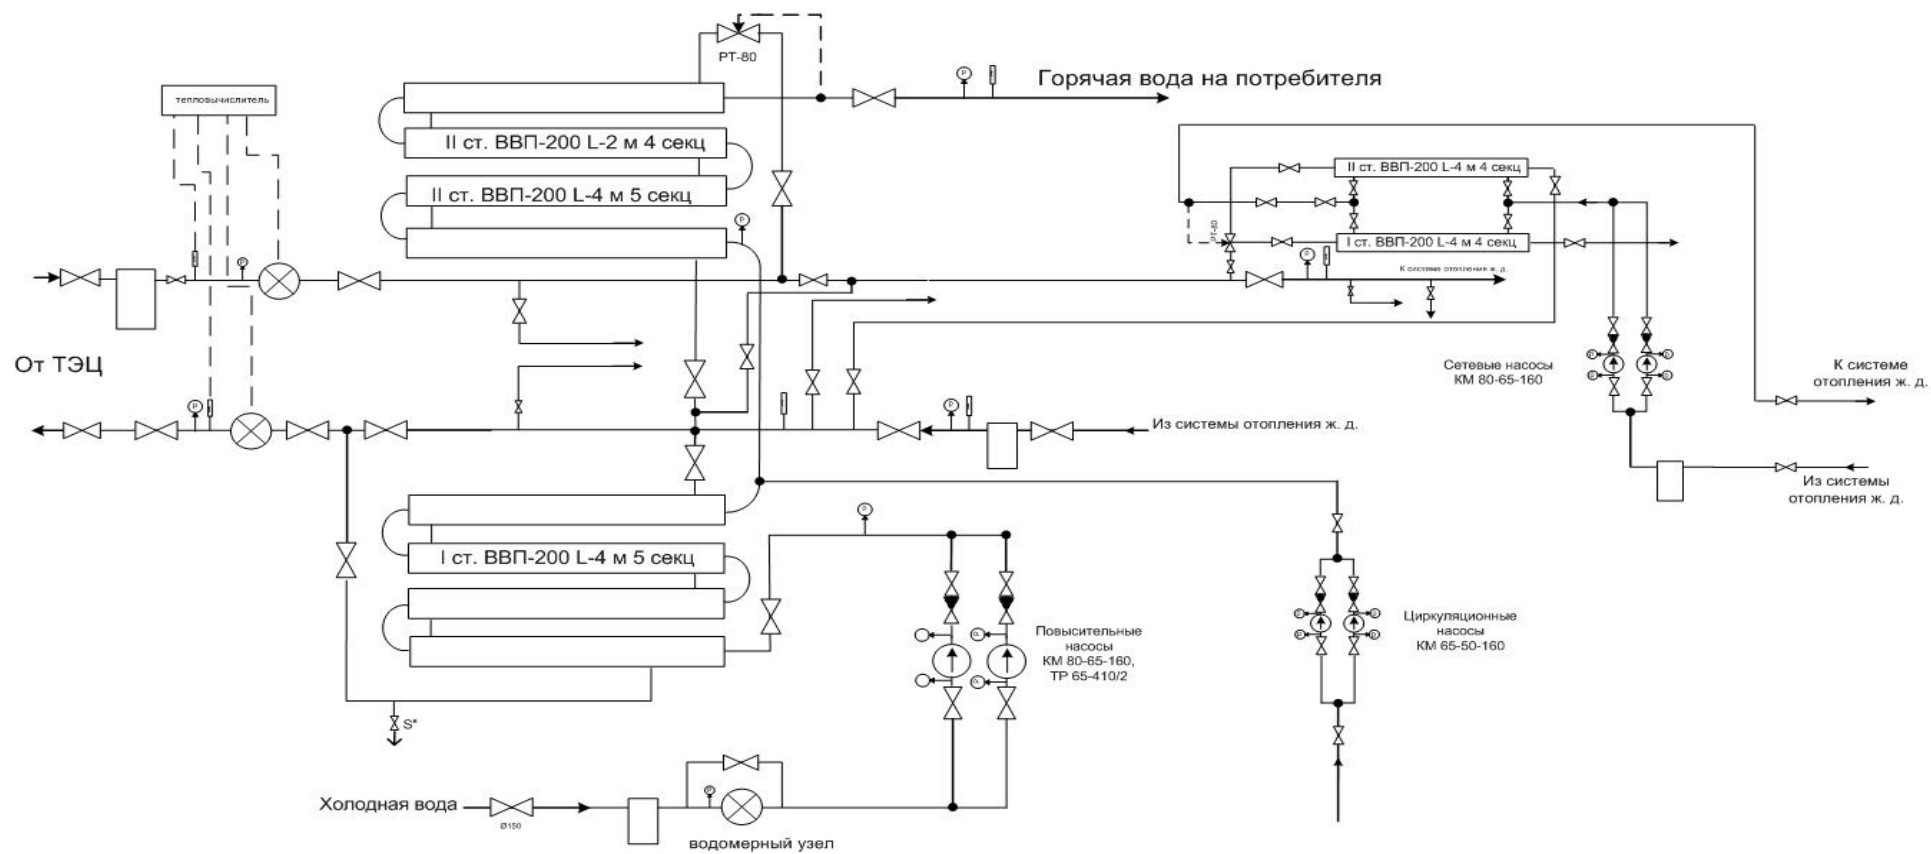 РТ-80
Горячая вода на потребителя
тепловычислитель
II ст. ВВП-200 L-2 м 4 секц
II ст. ВВП-200 L-4 м 5 секц
II ст. ВВП-200 L-4 м 4 секц
РТ-80
I ст. ВВП-200 L-4 м 4 секц
К системе отопления ж. д.
От ТЭЦ
Сетевые насосы
КМ 80-65-160
К системе
отопления ж. д.
Из системы отопления ж. д.
Из системы
отопления ж. д.
I ст. ВВП-200 L-4 м 5 секц
Повысительные
насосы
КМ 80-65-160,
ТР 65-410/2
Циркуляционные
насосы
КМ 65-50-160
S*
Холодная вода
Ø150
водомерный узел